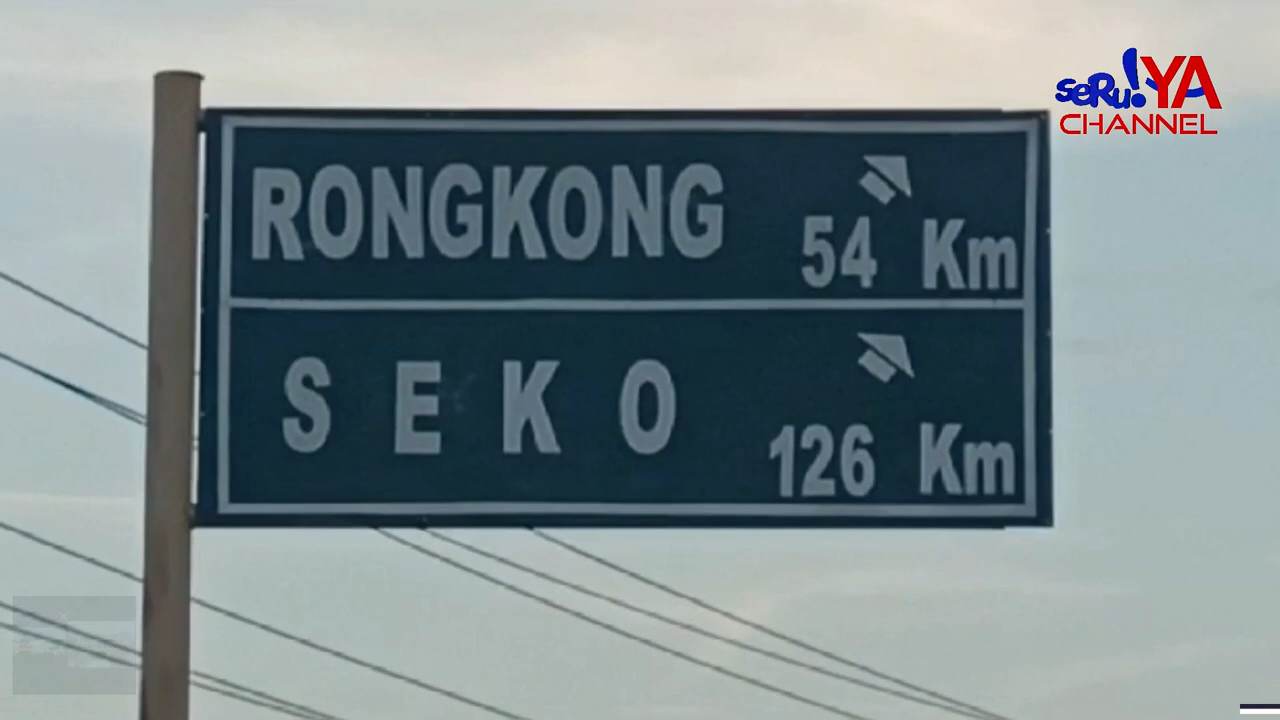 seRu!YA
CHANNEL
RONGKONG
54 Km
S E K O
126 Km